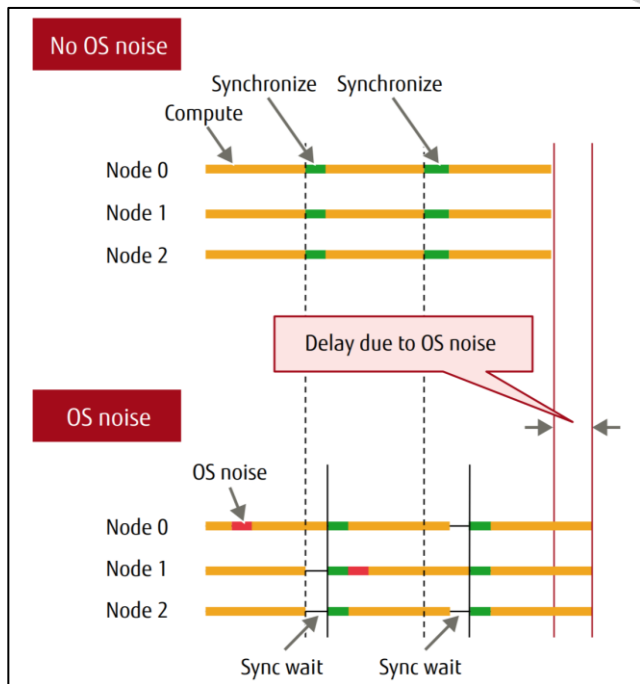 No OS noise
Synchronize Synchronize
Compute
Node 0
Node 1
Node 2
Delay due to OS noise
OS noise
OS noise
Node 0
Node 1
Node 2
Sync wait Sync wait